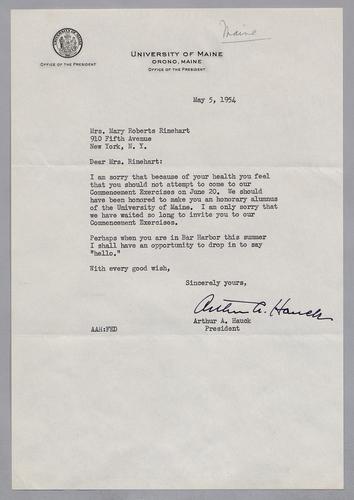 Maine
UNIVERSITY OF MAINE
ORONO, MAINE
OFFICE OF THE PRESIDENT
OFFICE OF THE PRESIDENT
May 5, 1954
Mrs. Mary Roberts Rinehart
910 Fifth Avenue
New York, N. Y.
Dear Mrs. Rinehart:
I am sorry that because of your health you feel
that you should not attempt to come to our
Commencement Exercises on June 20. We should
have been honored to make you an honorary alumnus
of the University of Maine. I am only sorry that
we have waited so long to invite you to our
Commencement Exercises.
Perhaps when you are in Bar Harbor this summer
I shall have an opportunity to drop in to say
"hello."
With every good wish,
Sincerely yours,
Arthur A. Hauck
Arthur A. Hauck
President
AAH:FED